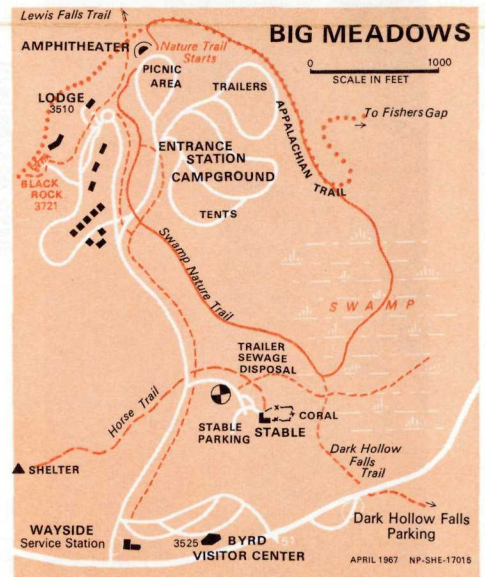 Lewis Falls Trail
BIG MEADOWS
AMPHITHEATER
Nature Trail
Starts
0 1000
SCALE IN FEET
PICNIC
AREA
TRAILERS
LODGE
3510
APPALACHIAN TRAIL
To Fishers Gap
ENTRANCE
STATION
CAMPGROUND
BLACK
ROCK
3721
TENTS
Swamp Nature Trail
SWAMP
TRAILER
SEWAGE
DISPOSAL
Horse Trail
CORAL
STABLE
PARKING
STABLE
Dark Hollow
Falls
Trail
SHELTER
WAYSIDE
Service Station
3525
BYRD
VISITOR CENTER
51
Dark Hollow Falls
Parking
APRIL 1967 NP-SHE-17015